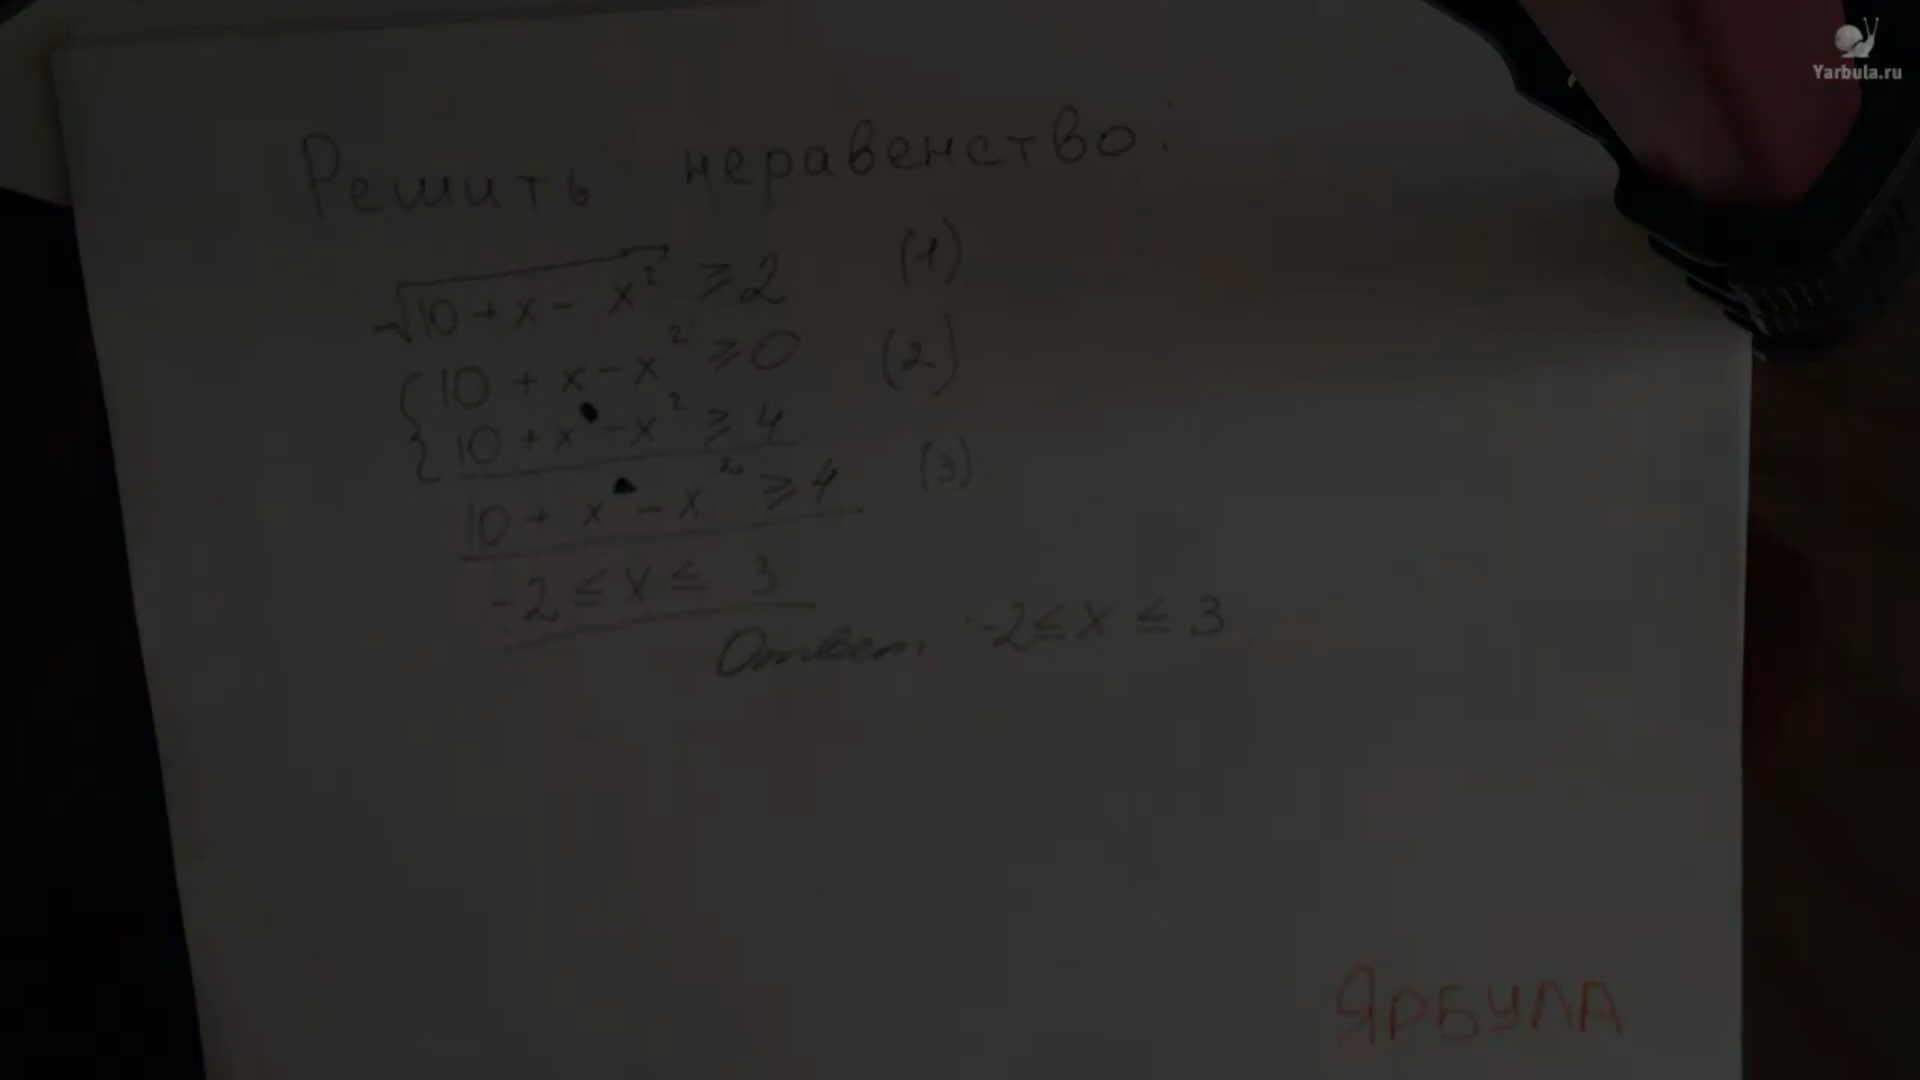 Yarbula.ru
Решить неравенство:
√10 + x - x² ⩾ 2 (1)
{ 10 + x - x² ⩾ 0 (2)
10 + x - x² ⩾ 4
10 + x - x² ⩾ 4 (3)
-2 ≤ x ≤ 3
Ответ: -2 ≤ x ≤ 3
ЯРБУЛА